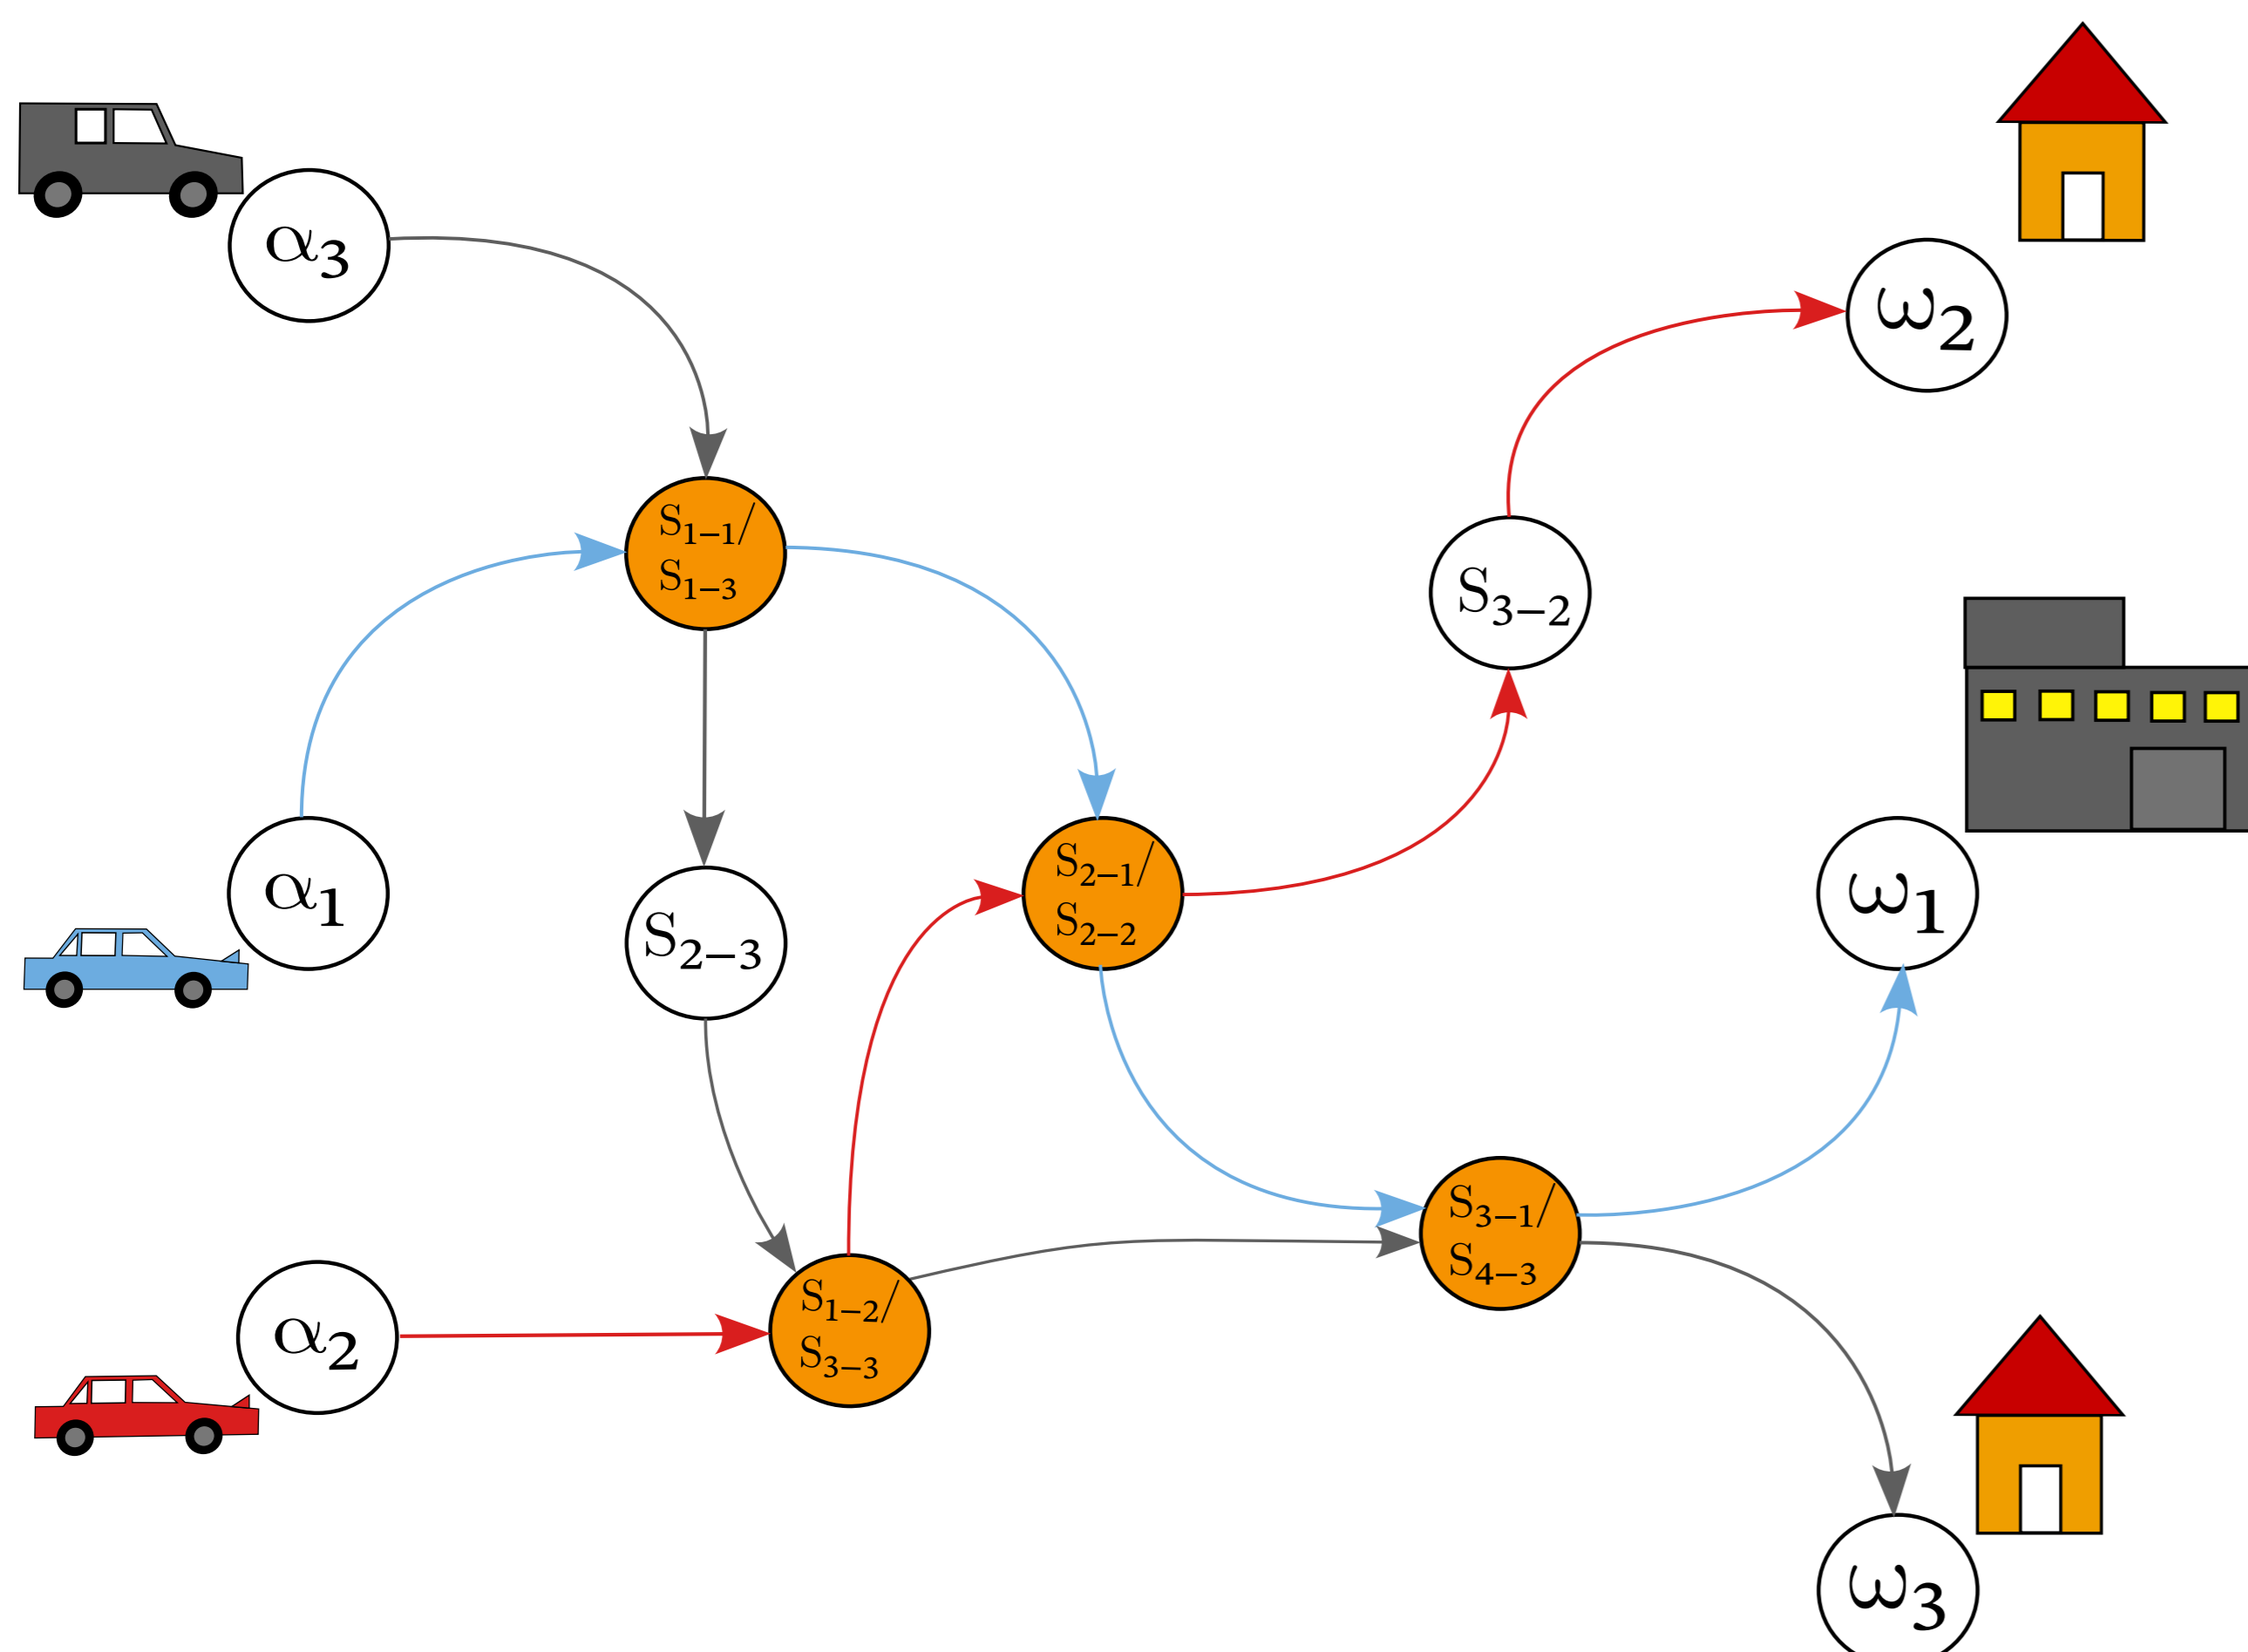 α₃
ω₂
S₁₋₁/
S₁₋₃
S₃₋₂
α₁
S₂₋₃
S₂₋₁/
S₂₋₂
ω₁
α₂
S₁₋₂/
S₃₋₃
S₃₋₁/
S₄₋₃
ω₃